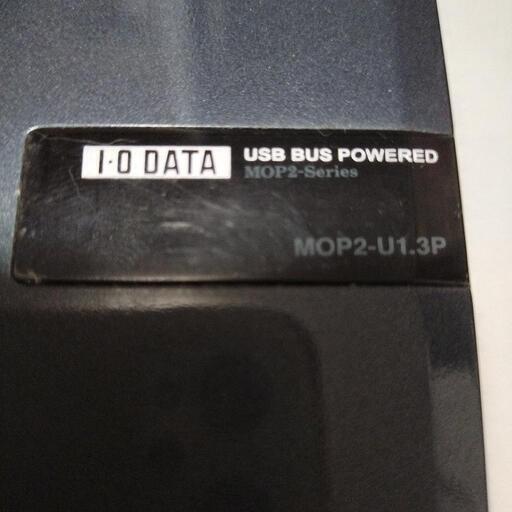 I·O DATA USB BUS POWERED
MOP2-Series
MOP2-U1.3P